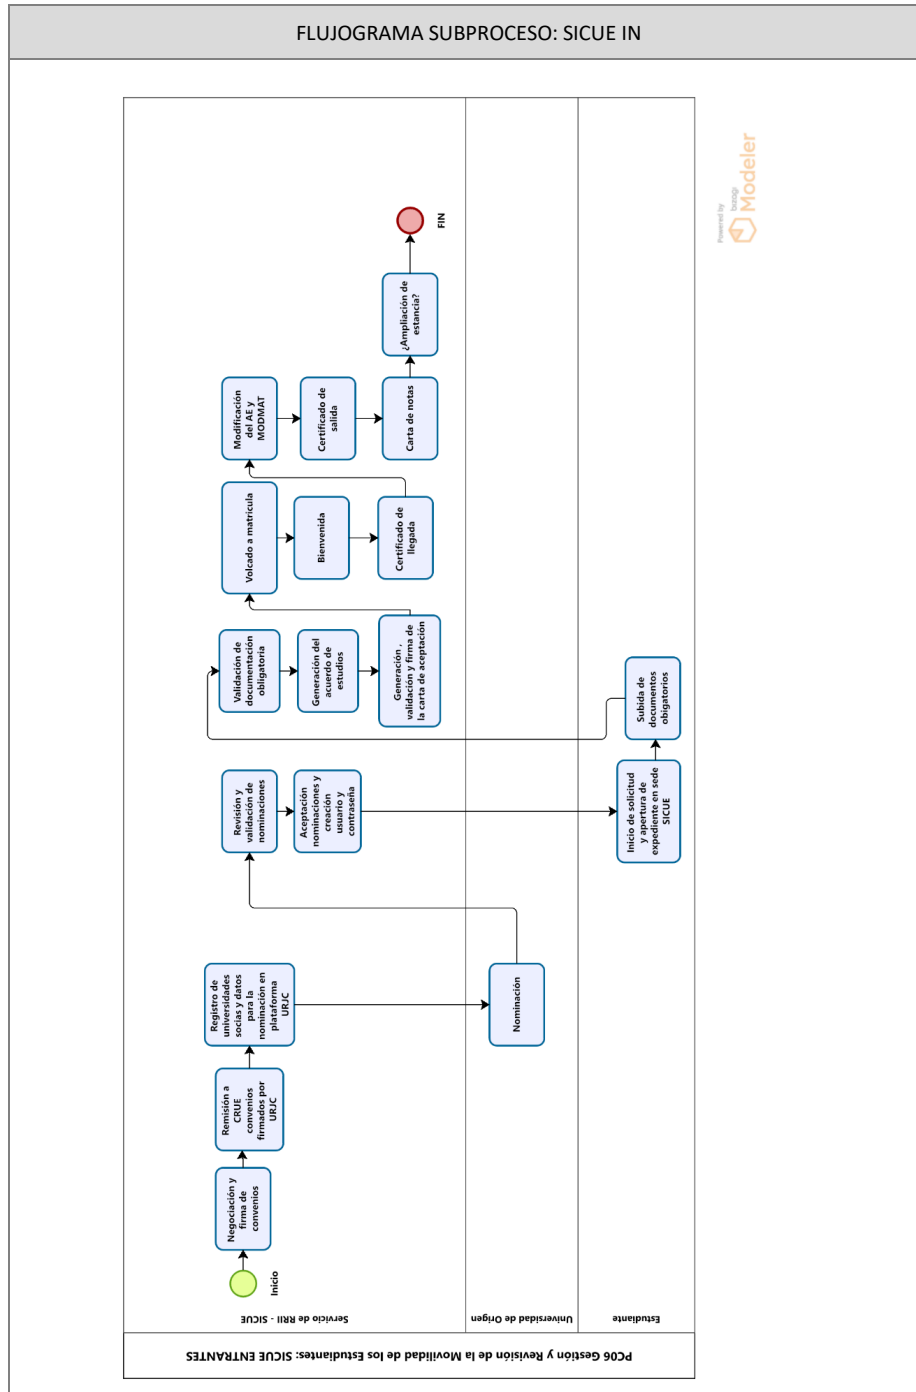 FLUJOGRAMA SUBPROCESO: SICUE IN
PC06 Gestión y Revisión de la Movilidad de los Estudiantes: SICUE ENTRANTES
Servicio de RRII - SICUE
Universidad de Origen
Estudiante
Inicio
Negociación y
firma de
convenios
Remisión a
CRUE
convenios
firmados por
URJC
Registro de
universidades
socias y datos
para la
nominación en
plataforma
URJC
Nominación
Revisión y
validación de
nominaciones
Aceptación
nominaciones y
creación
usuario y
contraseña
Inicio de solicitud
y apertura de
expediente en sede
SICUE
Subida de
documentos
obigatorios
Validación de
documentación
obligatoria
Generación del
acuerdo de
estudios
Generación ,
validación y firma de
la carta de aceptación
Volcado a matrícula
Bienvenida
Certificado de
llegada
Modificación
del AE y
MODMAT
Certificado de
salida
Carta de notas
¿Ampliación de
estancia?
FIN
Powered by
bizagi
Modeler